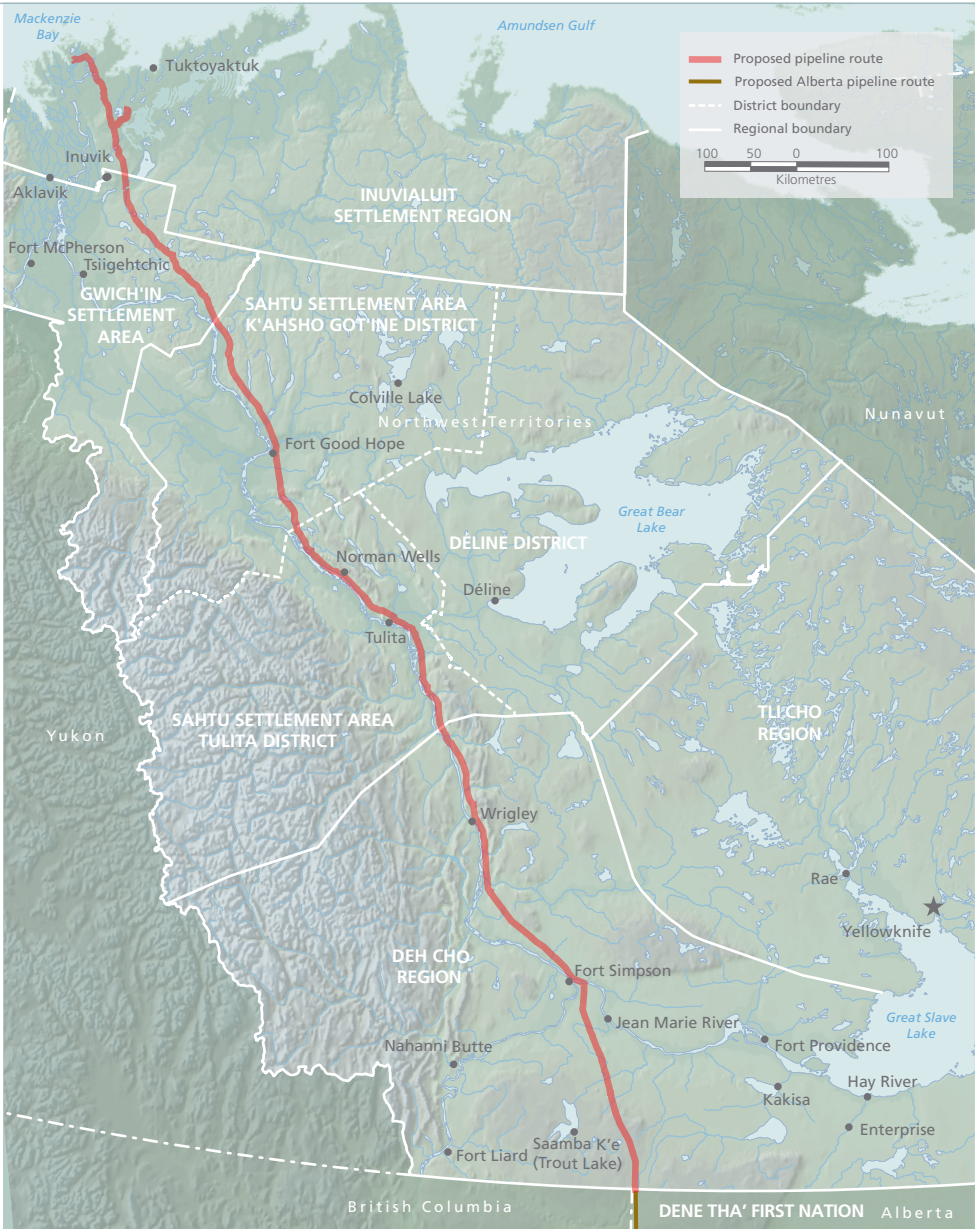 Mackenzie
Bay
Amundsen Gulf
Tuktoyaktuk
Proposed pipeline route
Proposed Alberta pipeline route
District boundary
Regional boundary
100 50 0 100
Kilometres
Inuvik
Aklavik
INUVIALUIT
SETTLEMENT REGION
Fort McPherson
Tsiigehtchic
GWICH'IN
SETTLEMENT
AREA
SAHTU SETTLEMENT AREA
K'AHSHO GOT'INE DISTRICT
Colville Lake
Northwest Territories
Nunavut
Fort Good Hope
Great Bear
Lake
DÉLINE DISTRICT
Norman Wells
Déline
Tulita
SAHTU SETTLEMENT AREA
TULITA DISTRICT
Yukon
TLI CHO
REGION
Wrigley
Rae
Yellowknife
DEH CHO
REGION
Fort Simpson
Jean Marie River
Great Slave
Lake
Fort Providence
Nahanni Butte
Hay River
Kakisa
Enterprise
Saamba K'e
(Trout Lake)
Fort Liard
British Columbia
DENE THA' FIRST NATION
Alberta